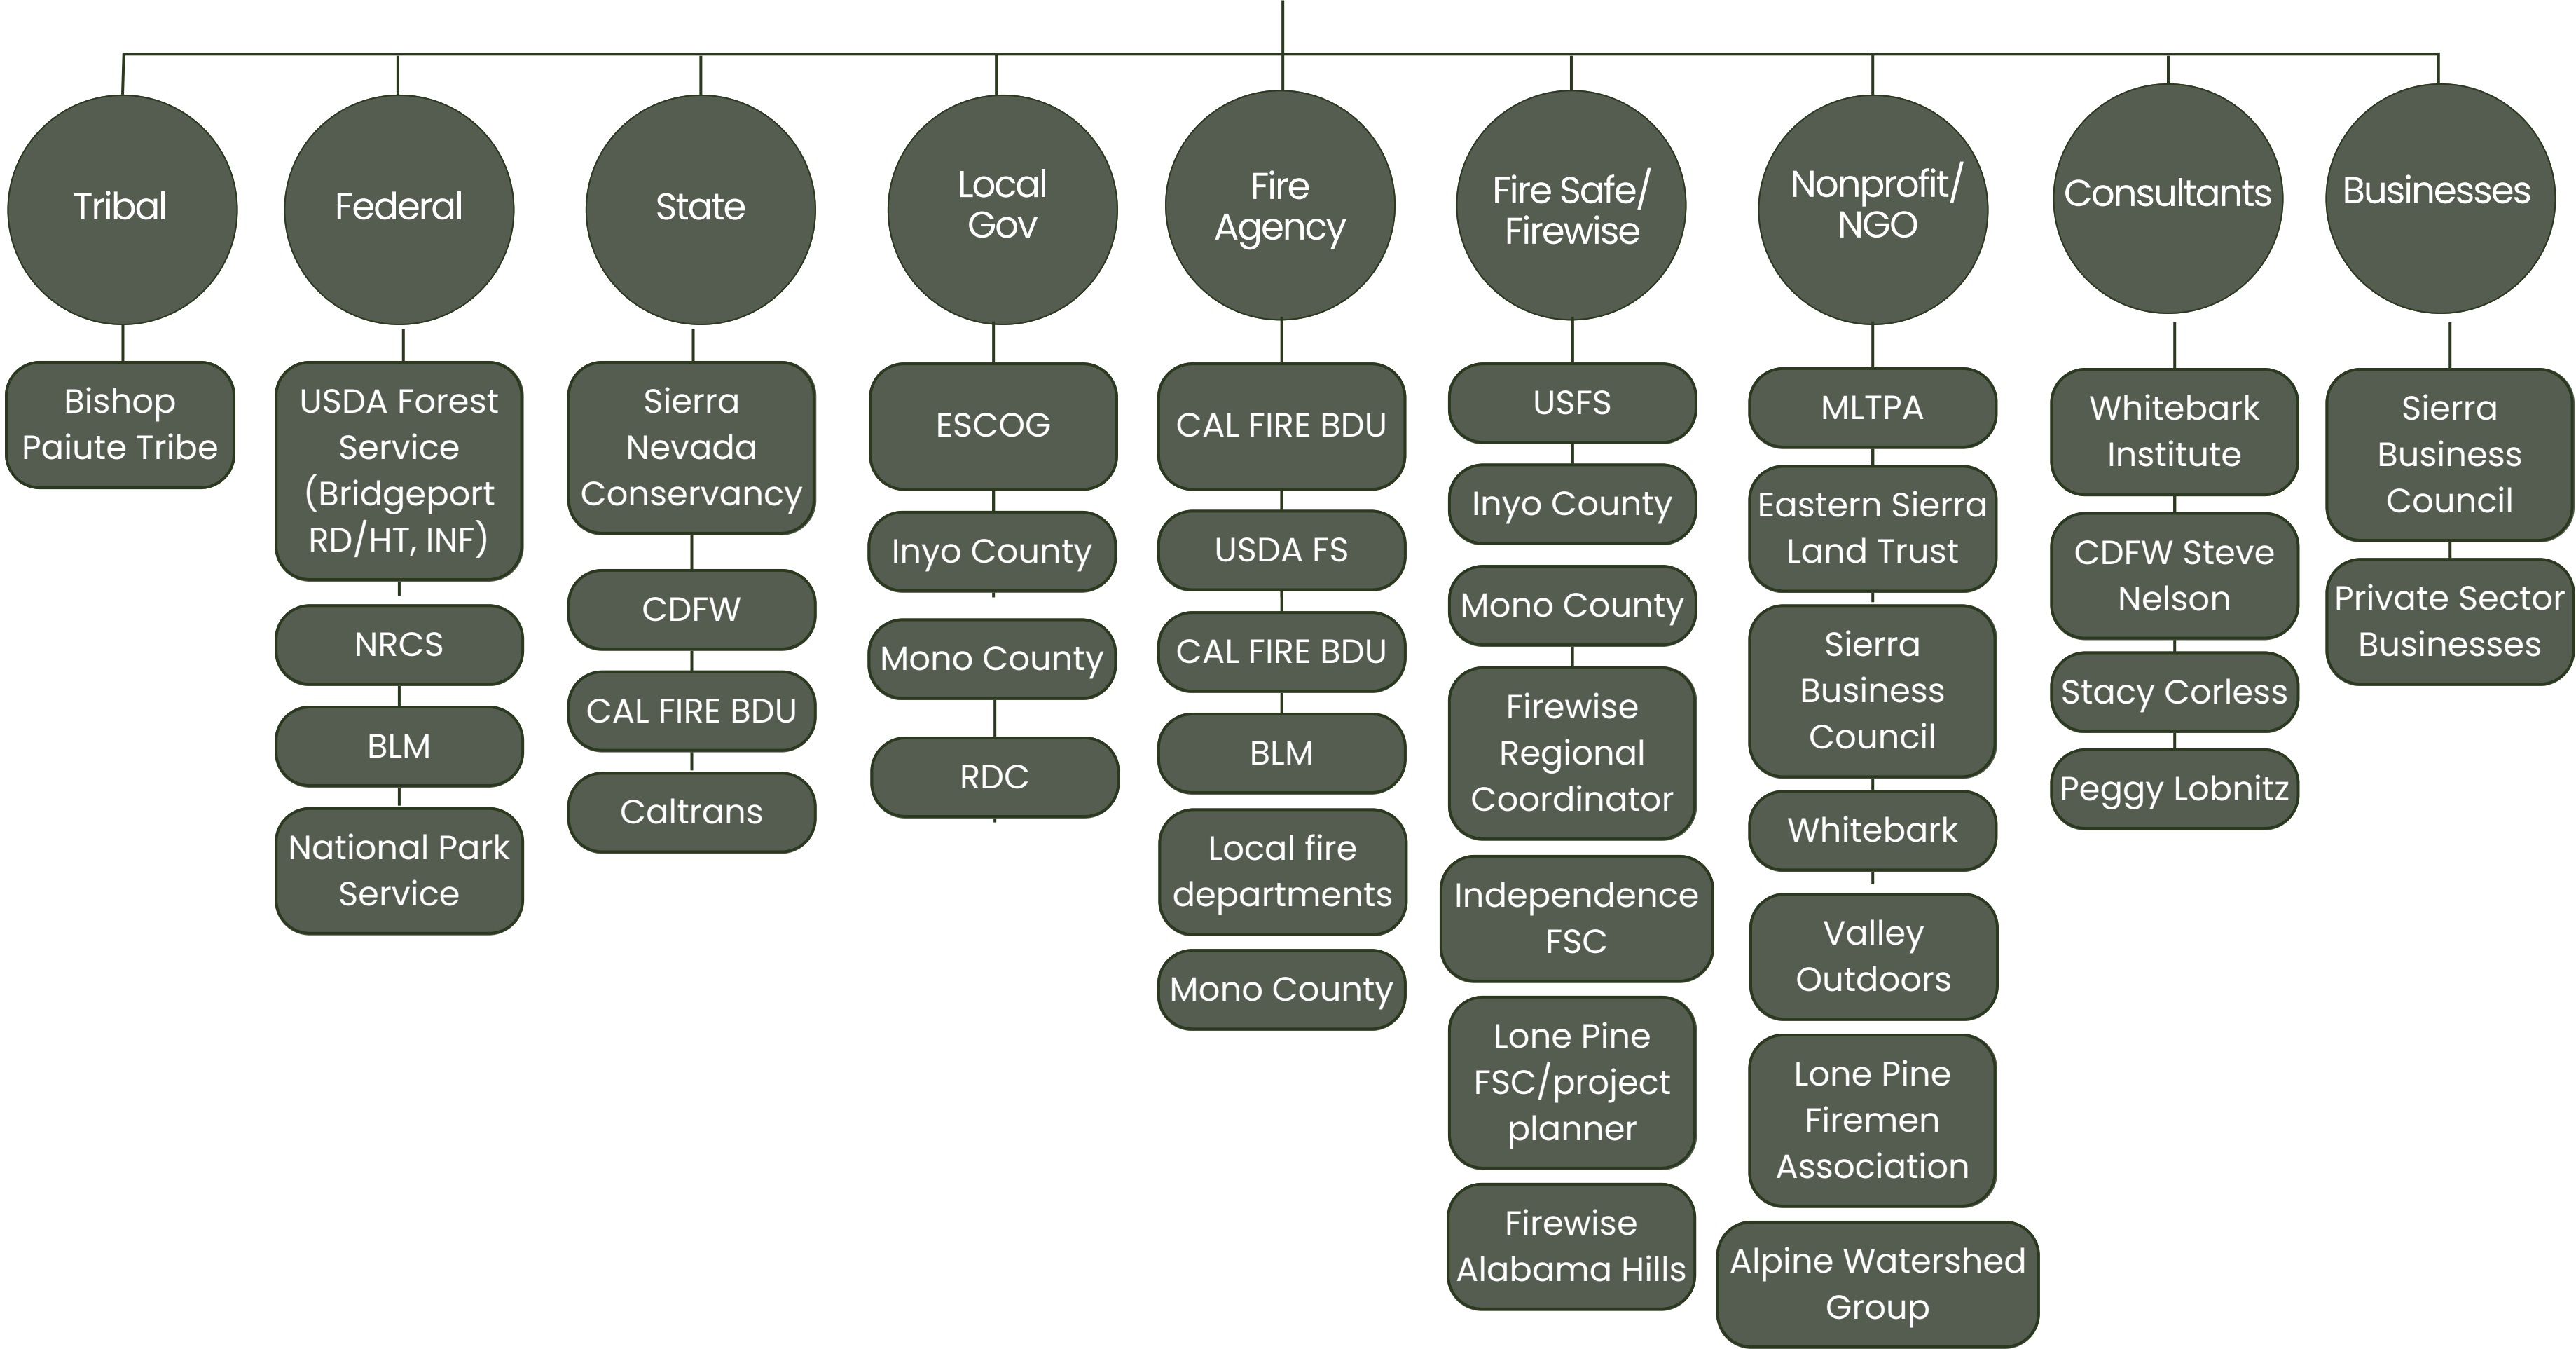 Tribal
Federal
State
Local
Gov
Fire
Agency
Fire Safe/
Firewise
Nonprofit/
NGO
Consultants
Businesses
Bishop
Paiute Tribe
USDA Forest
Service
(Bridgeport
RD/HT, INF)
NRCS
BLM
National Park
Service
Sierra
Nevada
Conservancy
CDFW
CAL FIRE BDU
Caltrans
ESCOG
Inyo County
Mono County
RDC
CAL FIRE BDU
USDA FS
CAL FIRE BDU
BLM
Local fire
departments
Mono County
USFS
Inyo County
Mono County
Firewise
Regional
Coordinator
Independence
FSC
Lone Pine
FSC/project
planner
Firewise
Alabama Hills
MLTPA
Eastern Sierra
Land Trust
Sierra
Business
Council
Whitebark
Valley
Outdoors
Lone Pine
Firemen
Association
Alpine Watershed
Group
Whitebark
Institute
CDFW Steve
Nelson
Stacy Corless
Peggy Lobnitz
Sierra
Business
Council
Private Sector
Businesses